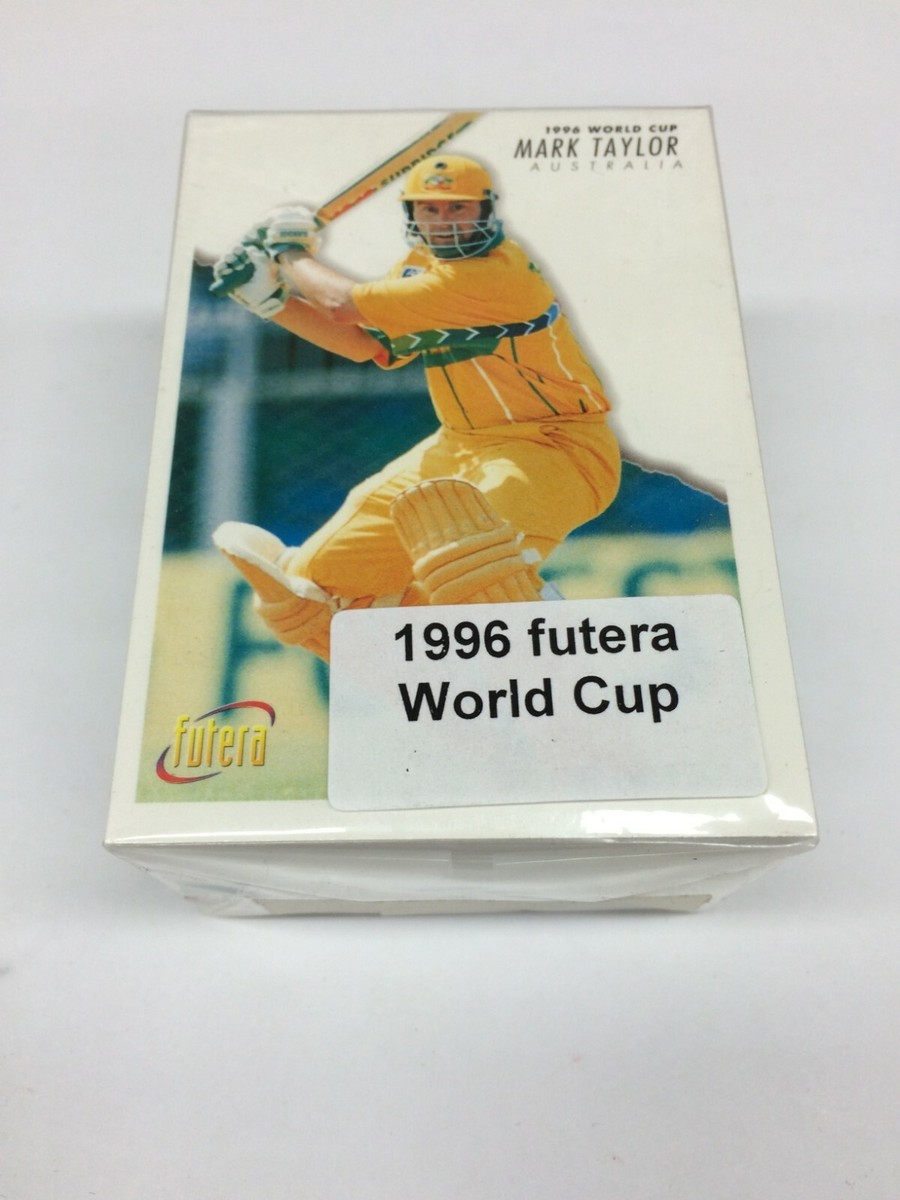 1996 WORLD CUP
MARK TAYLOR
AUSTRALIA
futera
1996 futera
World Cup